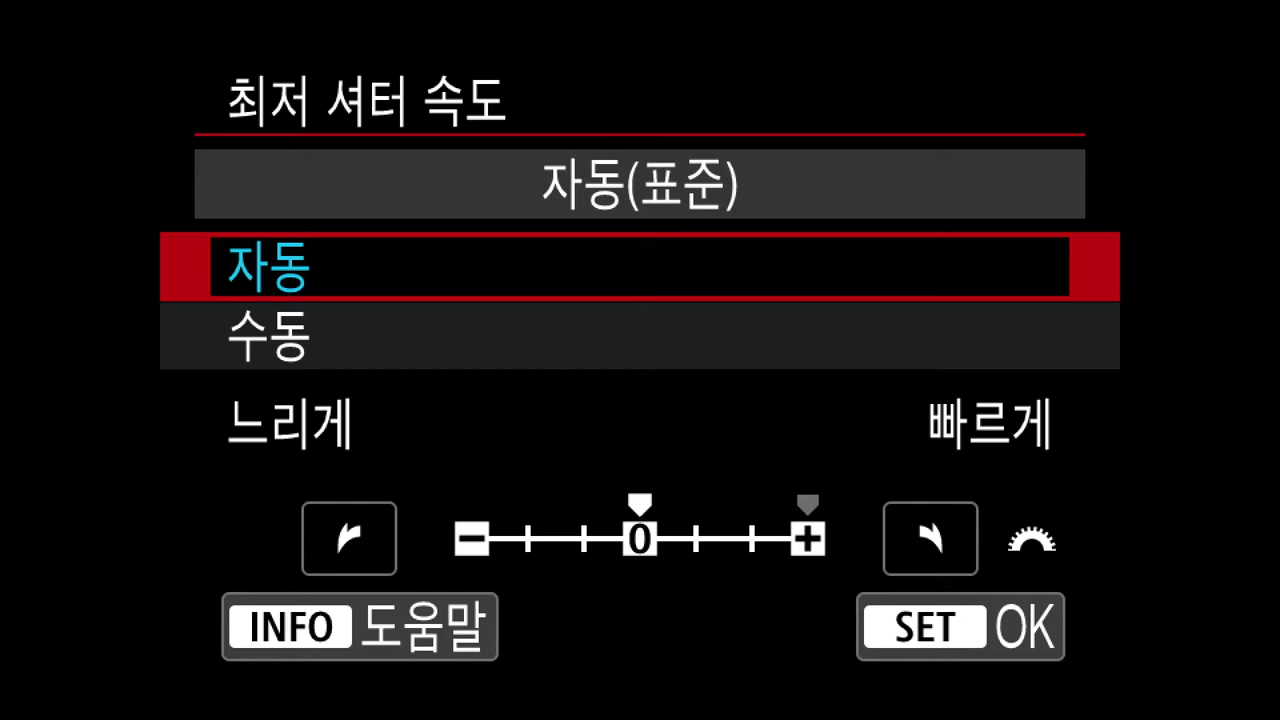 최저 셔터 속도
자동(표준)
자동
수동
느리게 빠르게
- 0 +
INFO 도움말 SET OK